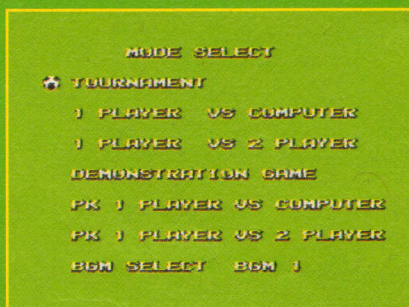 MODE SELECT
TOURNAMENT
1 PLAYER VS COMPUTER
1 PLAYER VS 2 PLAYER
DEMONSTRATION GAME
PK 1 PLAYER VS COMPUTER
PK 1 PLAYER VS 2 PLAYER
BGM SELECT BGM 1